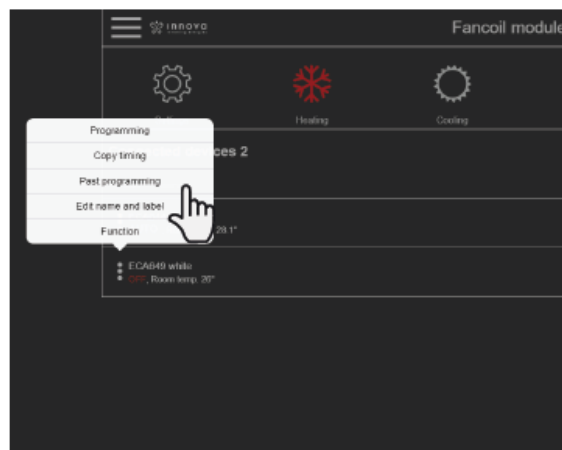 innova
Fancoil module
Heating
Cooling
Programming
Copy timing
Past programming
Edit name and label
Function
ces 2
28.1°
ECA649 white
OFF, Room temp. 26°